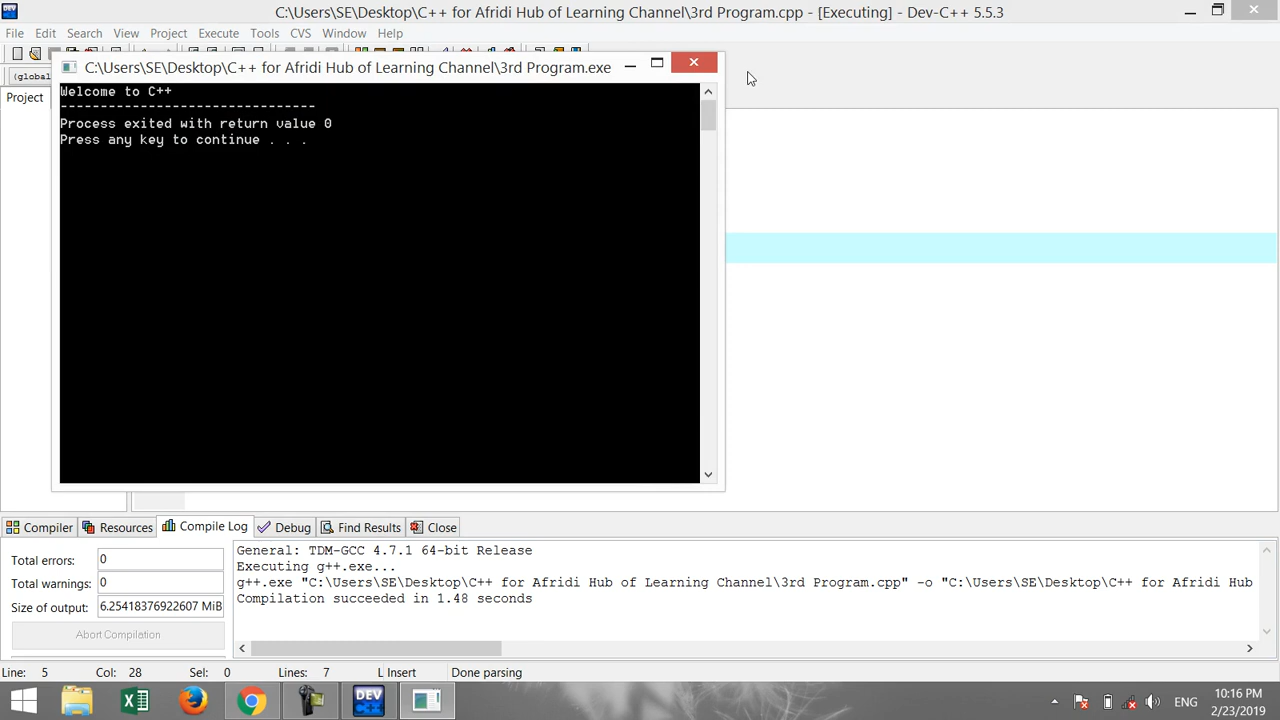 C:\Users\SE\Desktop\C++ for Afridi Hub of Learning Channel\3rd Program.cpp - [Executing] - Dev-C++ 5.5.3
File Edit Search View Project Execute Tools CVS Window Help
(global
C:\Users\SE\Desktop\C++ for Afridi Hub of Learning Channel\3rd Program.exe
Project
Welcome to C++
--------------------------------
Process exited with return value 0
Press any key to continue . . .
Compiler Resources Compile Log Debug Find Results Close
Total errors: 0
Total warnings: 0
Size of output: 6.25418376922607 MiB
Abort Compilation
General: TDM-GCC 4.7.1 64-bit Release
Executing g++.exe...
g++.exe "C:\Users\SE\Desktop\C++ for Afridi Hub of Learning Channel\3rd Program.cpp" -o "C:\Users\SE\Desktop\C++ for Afridi Hub
Compilation succeeded in 1.48 seconds
Line: 5 Col: 28 Sel: 0 Lines: 7 L Insert Done parsing
DEV C++
ENG
10:16 PM
2/23/2019